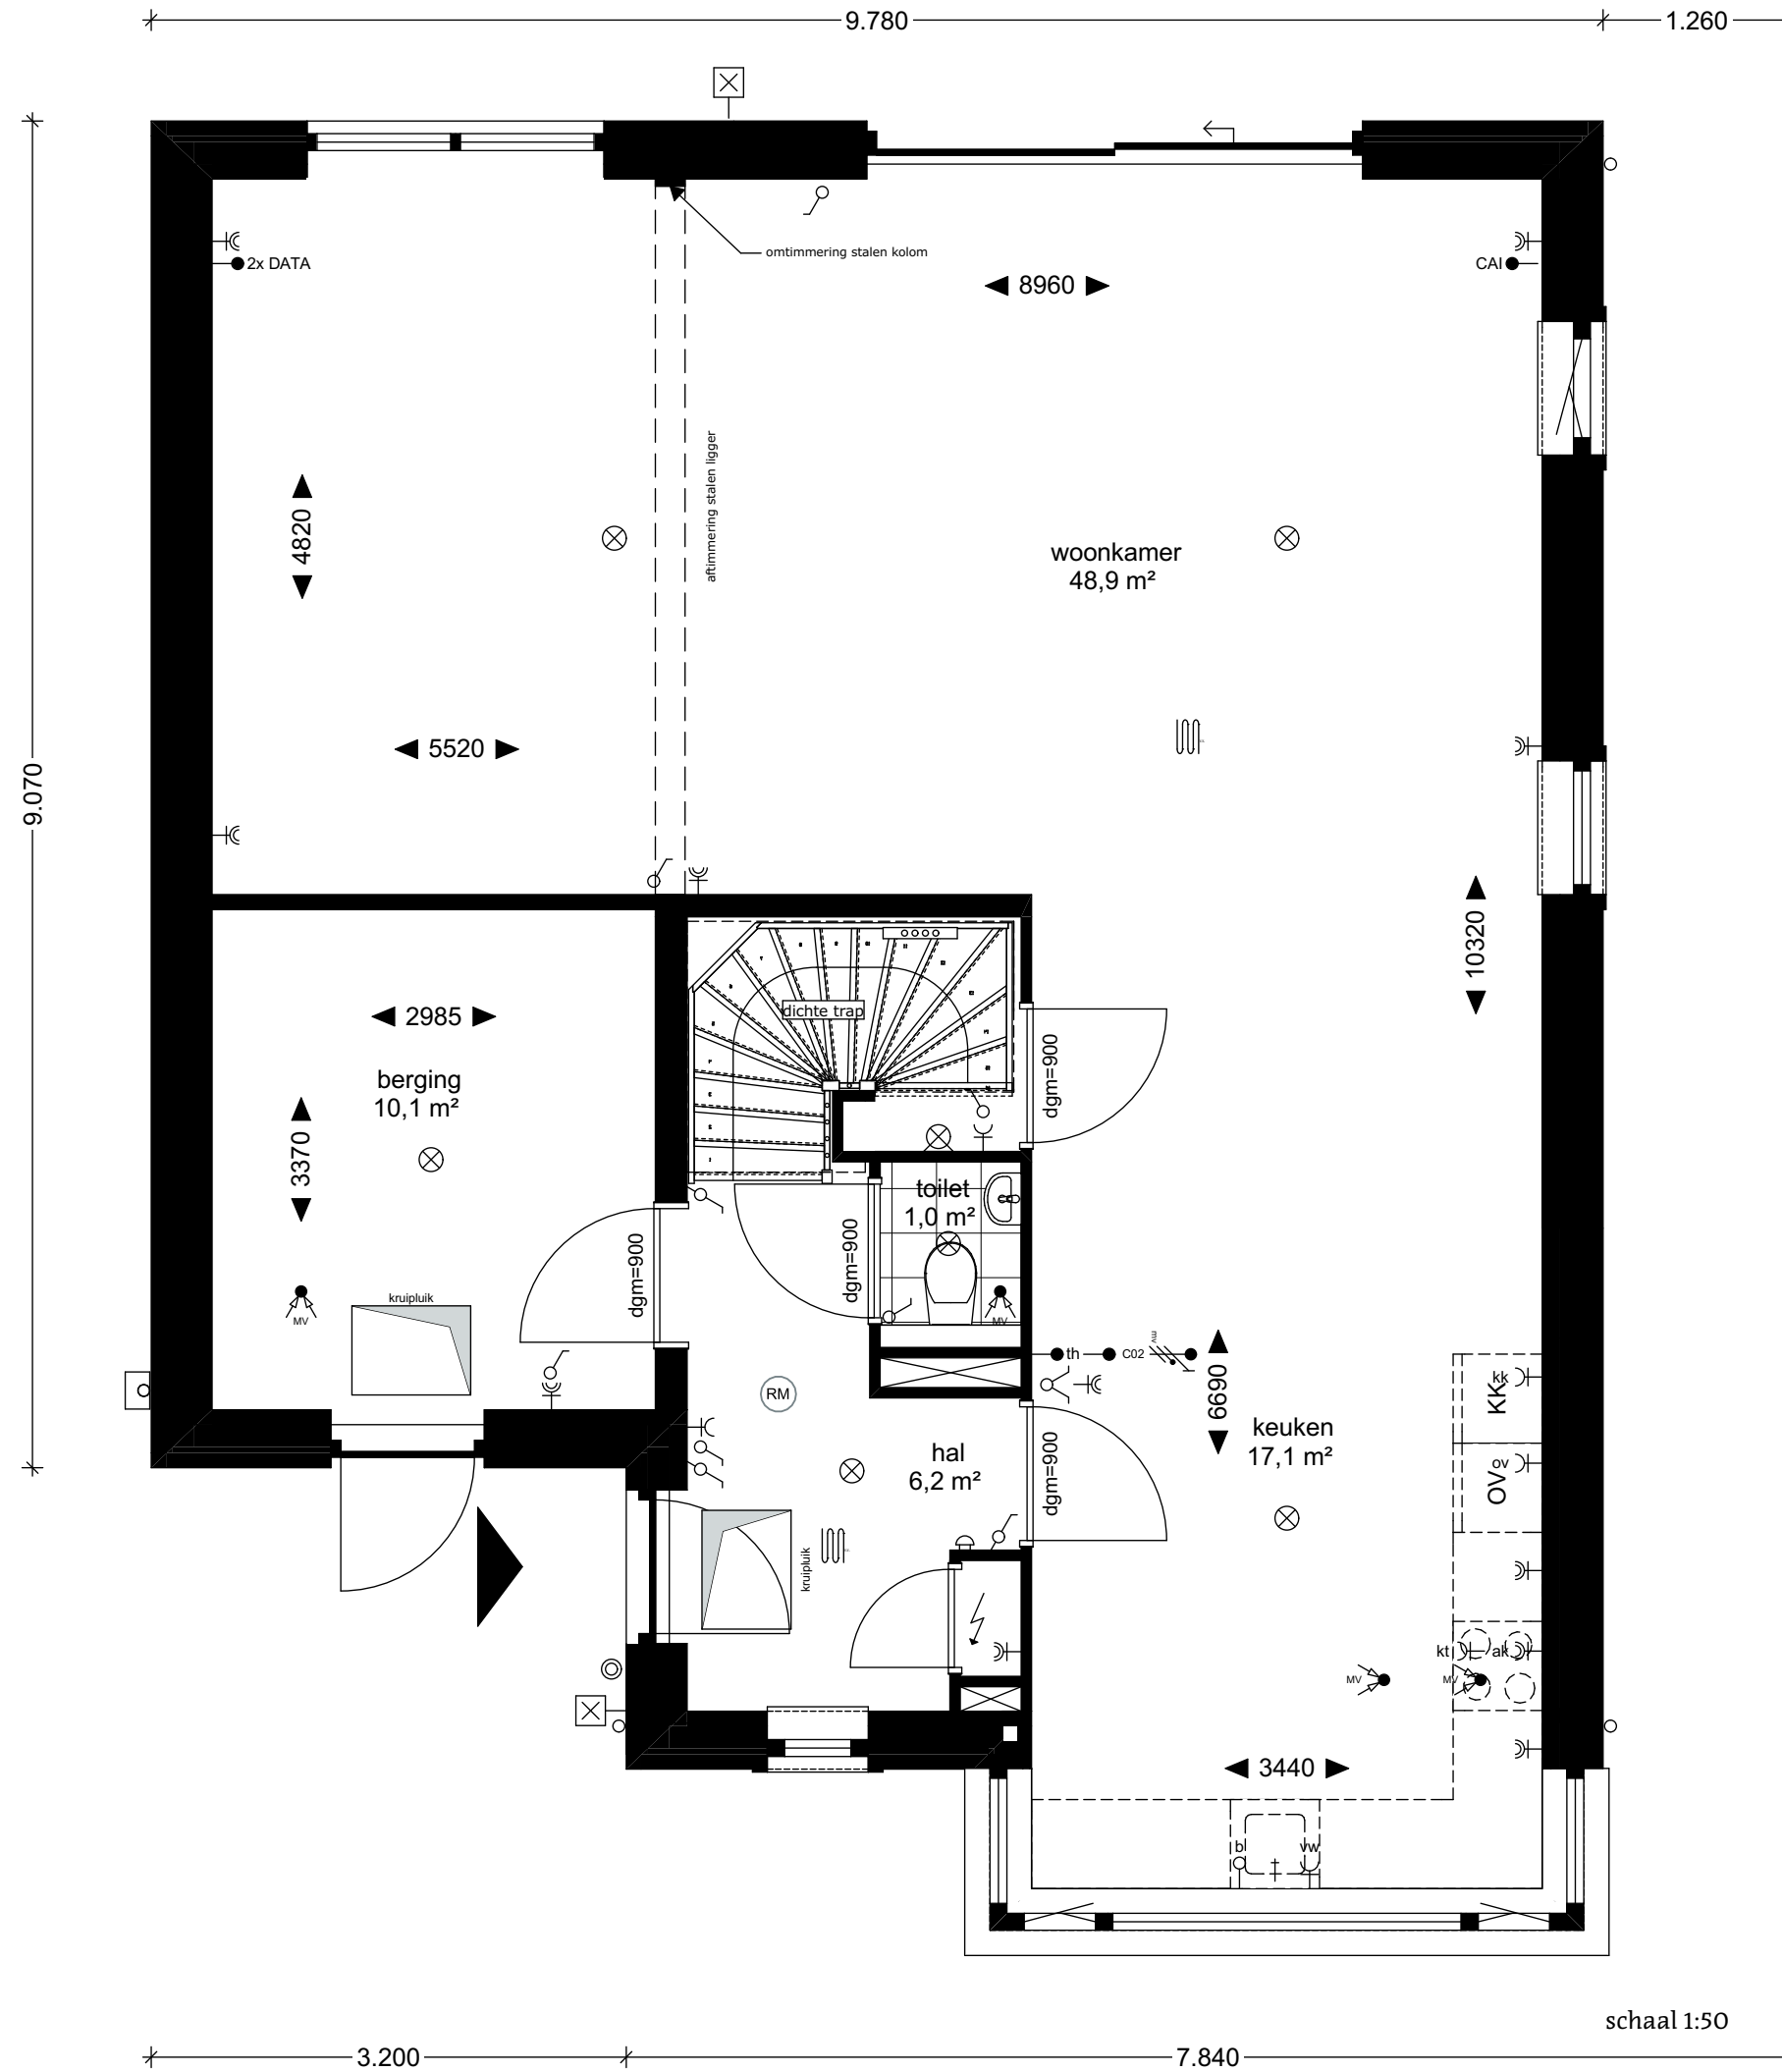 9.780
1.260
omtimmering stalen kolom
2x DATA
CAI
8960
aftimmering stalen ligger
4820
woonkamer
48,9 m²
5520
9.070
10320
dichte trap
2985
berging
10,1 m²
3370
dgm=900
toilet
1,0 m²
dgm=900
dgm=900
kruipluik
MV
MV
th
C02
mv
RM
6690
keuken
17,1 m²
kk
KK
ov
OV
hal
6,2 m²
dgm=900
kruipluik
kt
ak
MV
MV
3440
b
vw
schaal 1:50
3.200
7.840